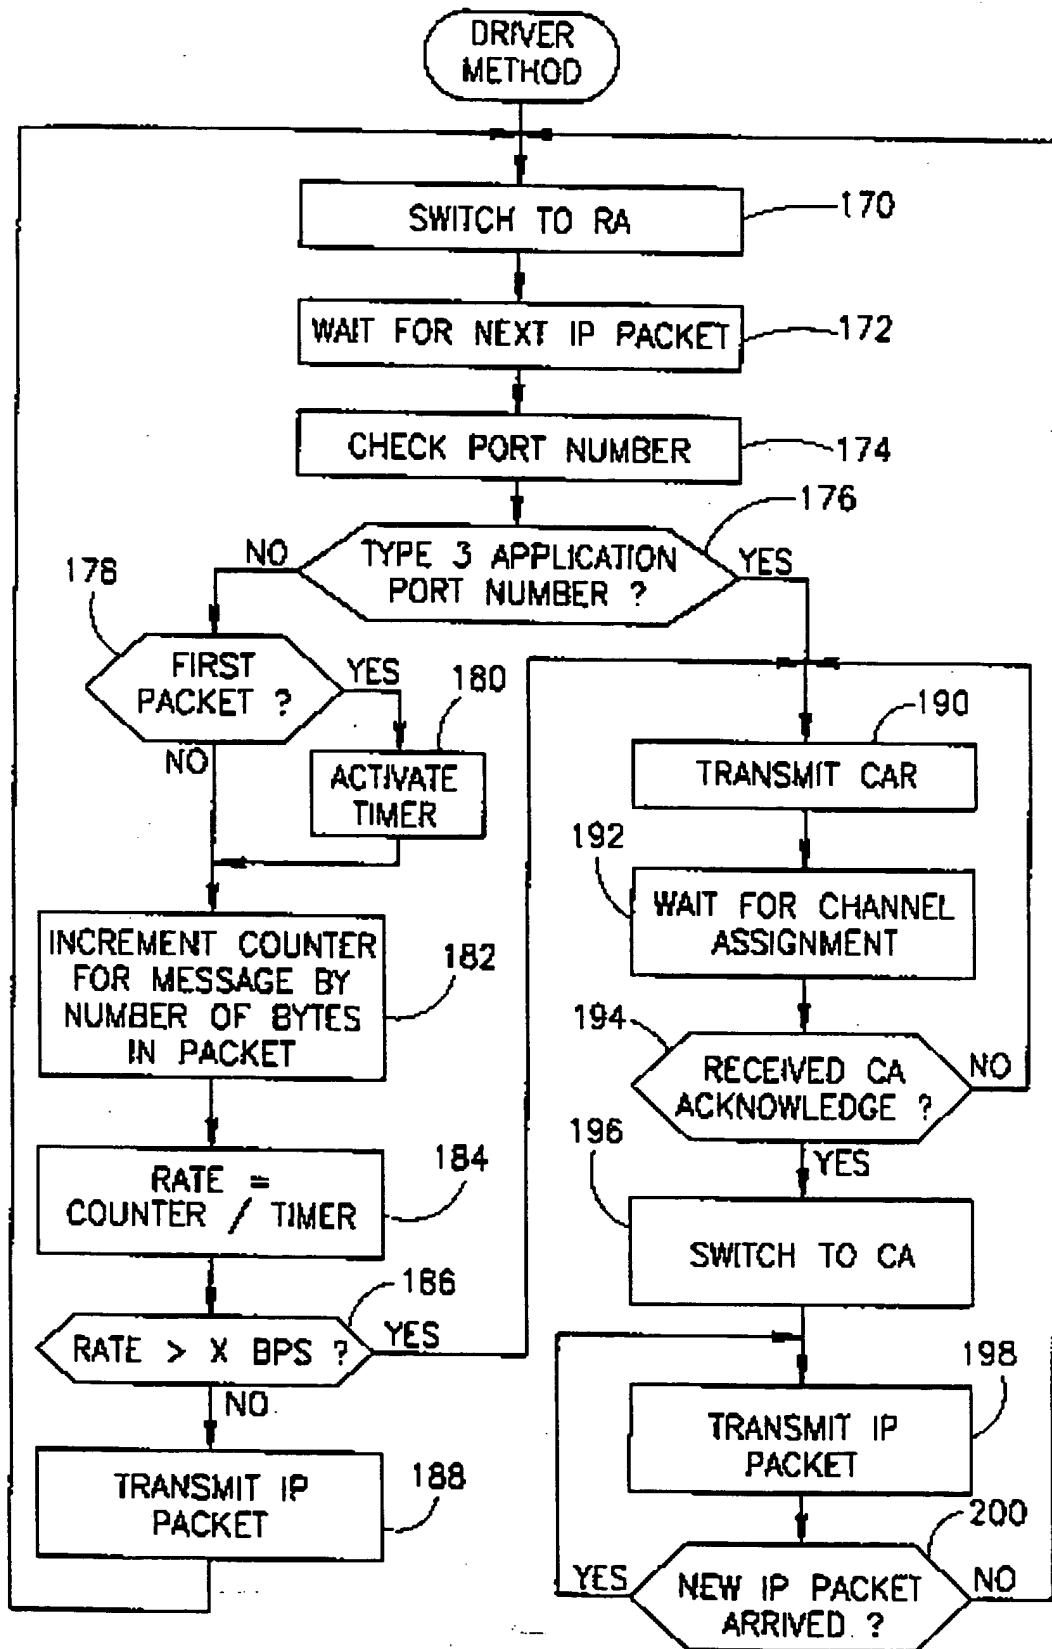 DRIVER
METHOD
SWITCH TO RA
170
WAIT FOR NEXT IP PACKET
172
CHECK PORT NUMBER
174
176
TYPE 3 APPLICATION
PORT NUMBER ?
NO
YES
178
FIRST
PACKET ?
YES
NO
180
ACTIVATE
TIMER
INCREMENT COUNTER
FOR MESSAGE BY
NUMBER OF BYTES
IN PACKET
182
RATE =
COUNTER / TIMER
184
186
RATE > X BPS ?
YES
NO
TRANSMIT IP
PACKET
188
190
TRANSMIT CAR
192
WAIT FOR CHANNEL
ASSIGNMENT
194
RECEIVED CA
ACKNOWLEDGE ?
NO
YES
196
SWITCH TO CA
198
TRANSMIT IP
PACKET
200
NEW IP PACKET
ARRIVED ?
YES
NO